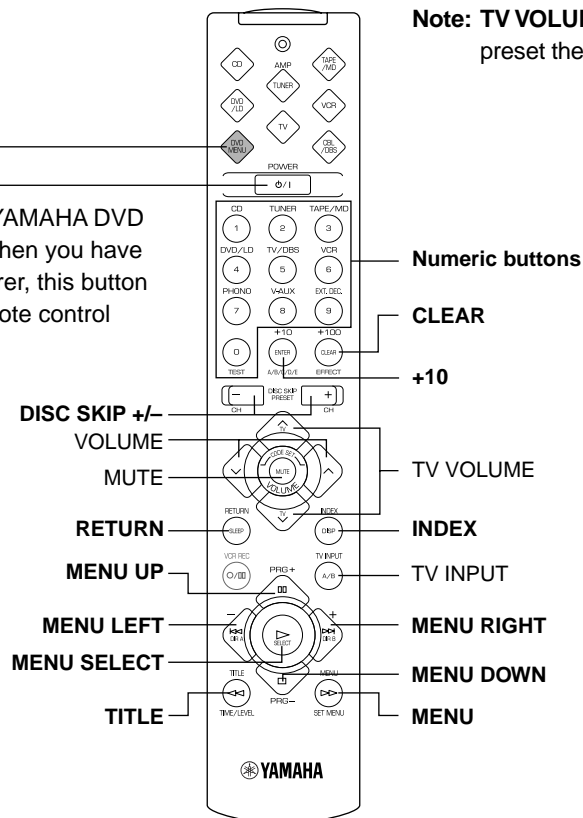 Note: TV VOLU
preset the
CD
AMP
TAPE/MD
TUNER
DVD/LD
VCR
TV
DVD MENU
CBL/DBS
POWER
⏻/I
YAMAHA DVD
hen you have
rer, this button
ote control
CD TUNER TAPE/MD
1 2 3
DVD/LD TV/DBS VCR
4 5 6
PHONO V-AUX EXT. DEC.
7 8 9
+10 +100
0 ENTER CLEAR
TEST A/B/C/D/E EFFECT
Numeric buttons
CLEAR
+10
DISC SKIP +/–
– DISC SKIP +
PRESET
CH CH
VOLUME
TV
CODE SET
MUTE
MUTE
VOLUME
TV
TV VOLUME
RETURN
RETURN
SLEEP
INDEX
DISP
INDEX
VCR REC
TV INPUT
A/B
TV INPUT
MENU UP
PRG+
MENU LEFT
–
DIR A
+
DIR B
MENU RIGHT
MENU SELECT
SELECT
MENU DOWN
TITLE
TITLE
TIME/LEVEL
PRG–
MENU
SET MENU
MENU
YAMAHA